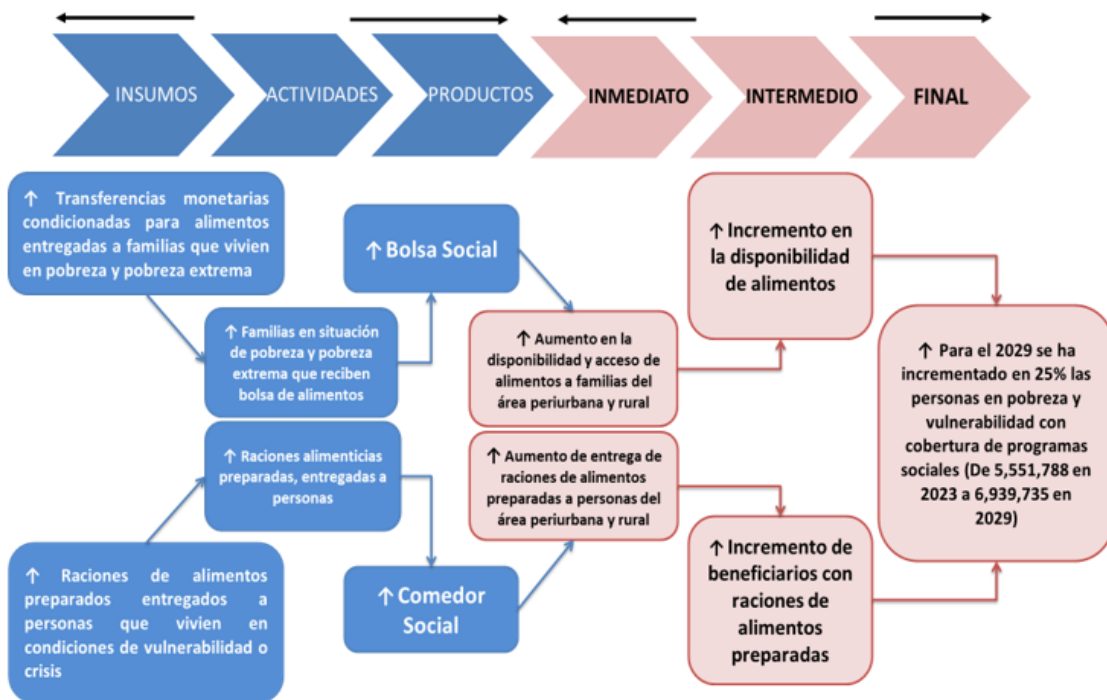 INSUMOS
ACTIVIDADES
PRODUCTOS
INMEDIATO
INTERMEDIO
FINAL
↑ Transferencias monetarias
condicionadas para alimentos
entregadas a familias que vivien
en pobreza y pobreza extrema
↑ Familias en situación
de pobreza y pobreza
extrema que reciben
bolsa de alimentos
↑ Bolsa Social
↑ Aumento en la
disponibilidad y acceso de
alimentos a familias del
área periurbana y rural
↑ Incremento en
la disponibilidad
de alimentos
↑ Para el 2029 se ha
incrementado en 25% las
personas en pobreza y
vulnerabilidad con
cobertura de programas
sociales (De 5,551,788 en
2023 a 6,939,735 en
2029)
↑ Raciones de alimentos
preparados entregados a
personas que vivien en
condiciones de vulnerabilidad o
crisis
↑ Raciones alimenticias
preparadas, entregadas a
personas
↑ Comedor
Social
↑ Aumento de entrega de
raciones de alimentos
preparadas a personas del
área periurbana y rural
↑ Incremento de
beneficiarios con
raciones de
alimentos
preparadas